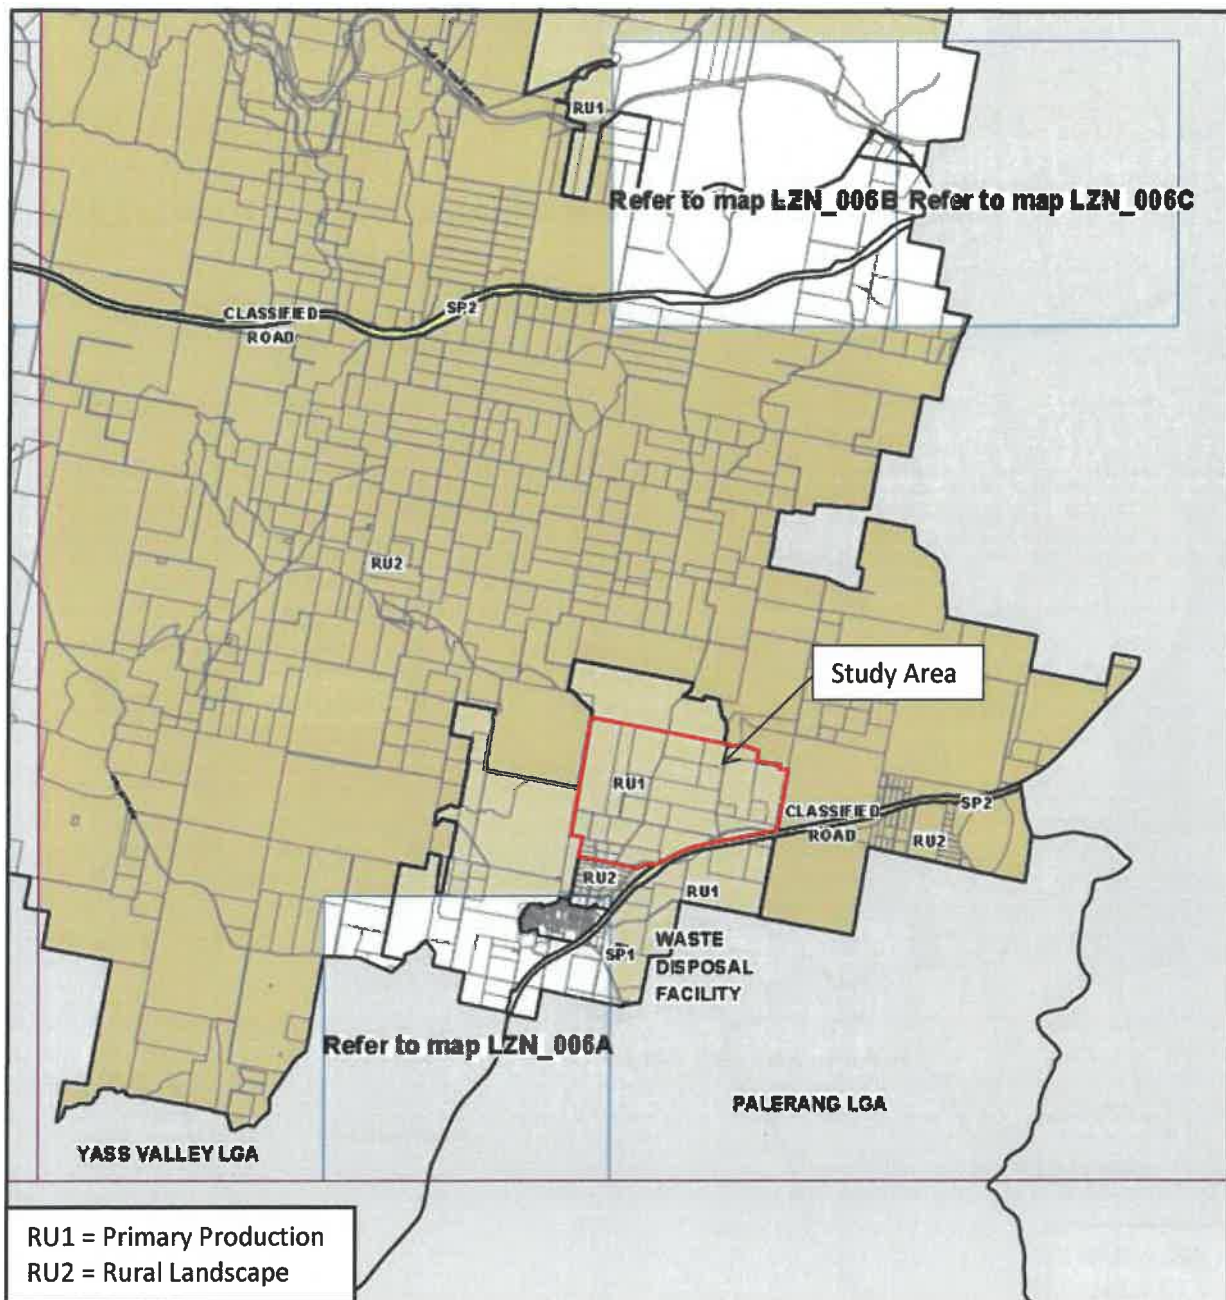 RU1
Refer to map LZN_006B
Refer to map LZN_006C
CLASSIFIED
ROAD
SP2
RU2
Study Area
RU1
CLASSIFIED
ROAD
SP2
RU2
RU2
RU1
SP1
WASTE
DISPOSAL
FACILITY
Refer to map LZN_006A
PALERANG LGA
YASS VALLEY LGA
RU1 = Primary Production
RU2 = Rural Landscape